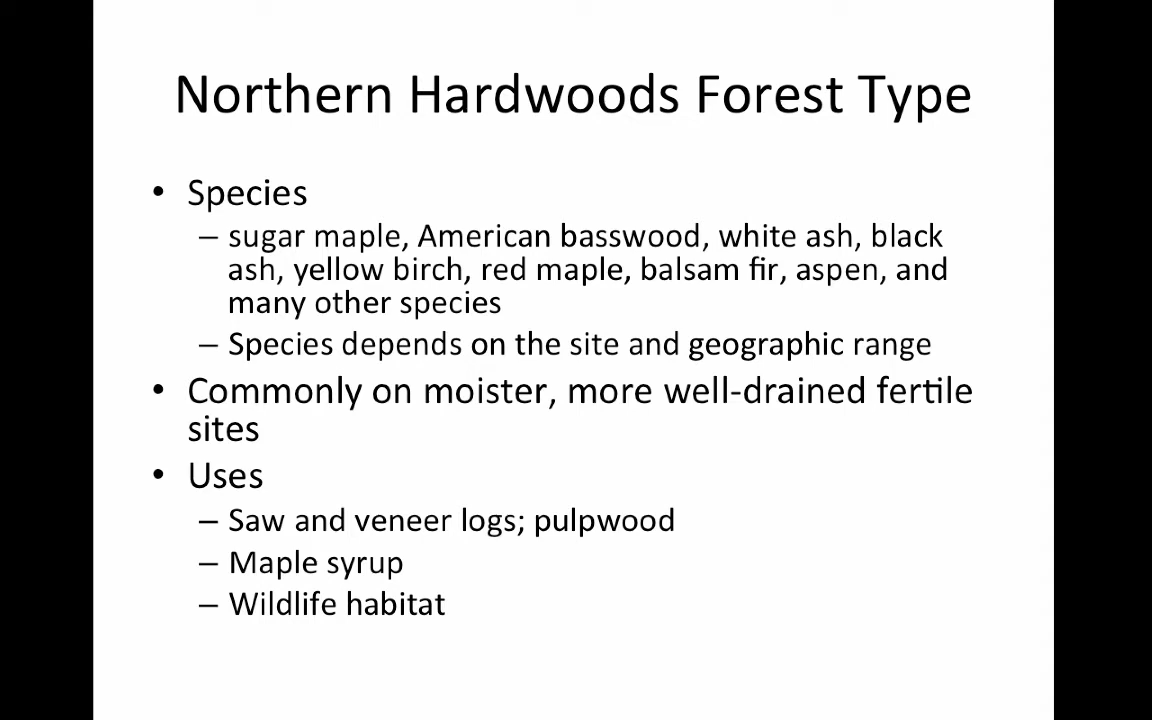 Northern Hardwoods Forest Type
• Species
– sugar maple, American basswood, white ash, black
ash, yellow birch, red maple, balsam fir, aspen, and
many other species
– Species depends on the site and geographic range
• Commonly on moister, more well-drained fertile
sites
• Uses
– Saw and veneer logs; pulpwood
– Maple syrup
– Wildlife habitat